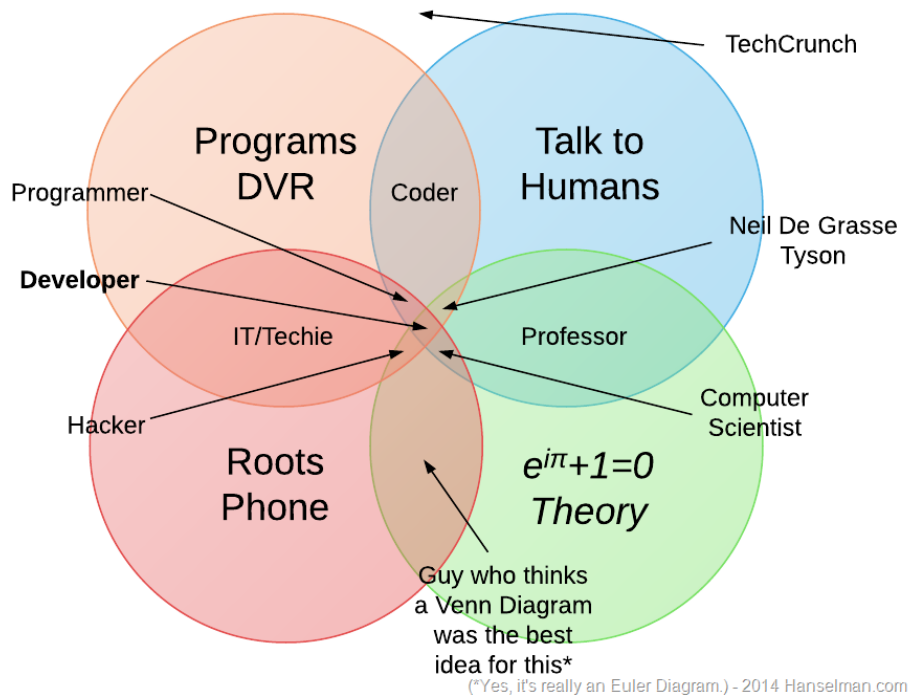 TechCrunch
Programs
DVR
Talk to
Humans
Programmer
Coder
Neil De Grasse
Tyson
Developer
IT/Techie
Professor
Hacker
Computer
Scientist
Roots
Phone
e^{iπ}+1=0
Theory
Guy who thinks
a Venn Diagram
was the best
idea for this*
(*Yes, it's really an Euler Diagram.) - 2014 Hanselman.com